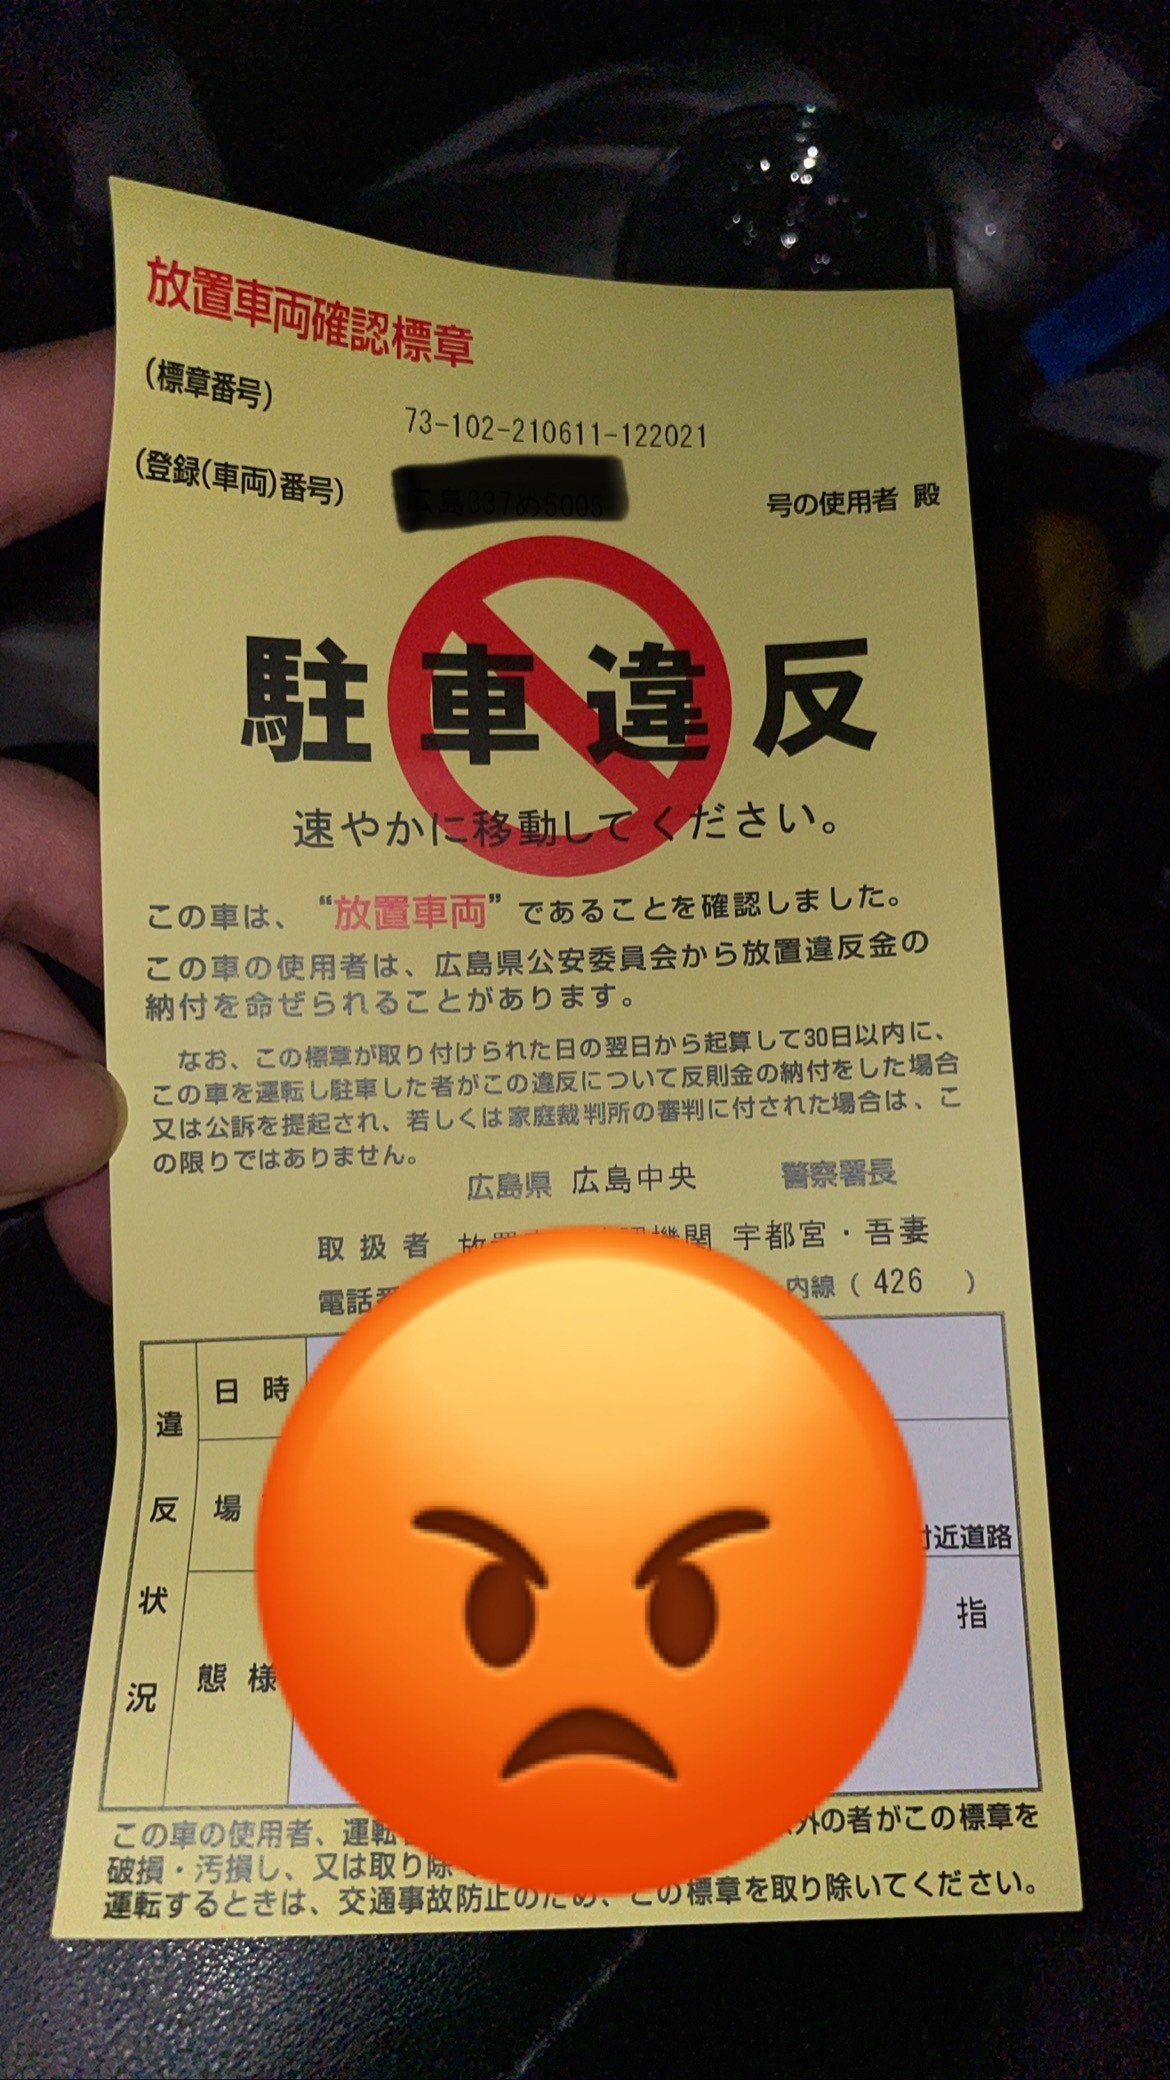 放置車両確認標章
(標章番号)
73-102-210611-122021
(登録(車両)番号) 号の使用者 殿
駐車違反
速やかに移動してください。
この車は、“放置車両”であることを確認しました。
この車の使用者は、広島県公安委員会から放置違反金の
納付を命ぜられることがあります。
なお、この標章が取り付けられた日の翌日から起算して30日以内に、
この車を運転し駐車した者がこの違反について反則金の納付をした場合
又は公訴を提起され、若しくは家庭裁判所の審判に付された場合は、こ
の限りではありません。
広島県 広島中央 警察署長
取扱者 宇都宮・吾妻
電話 内線（ 426 ）
違反状況
日時
場
付近道路
態様
指
この車の使用者、運転 外の者がこの標章を
破損・汚損し、又は取り除
運転するときは、交通事故防止のため、この標章を取り除いてください。